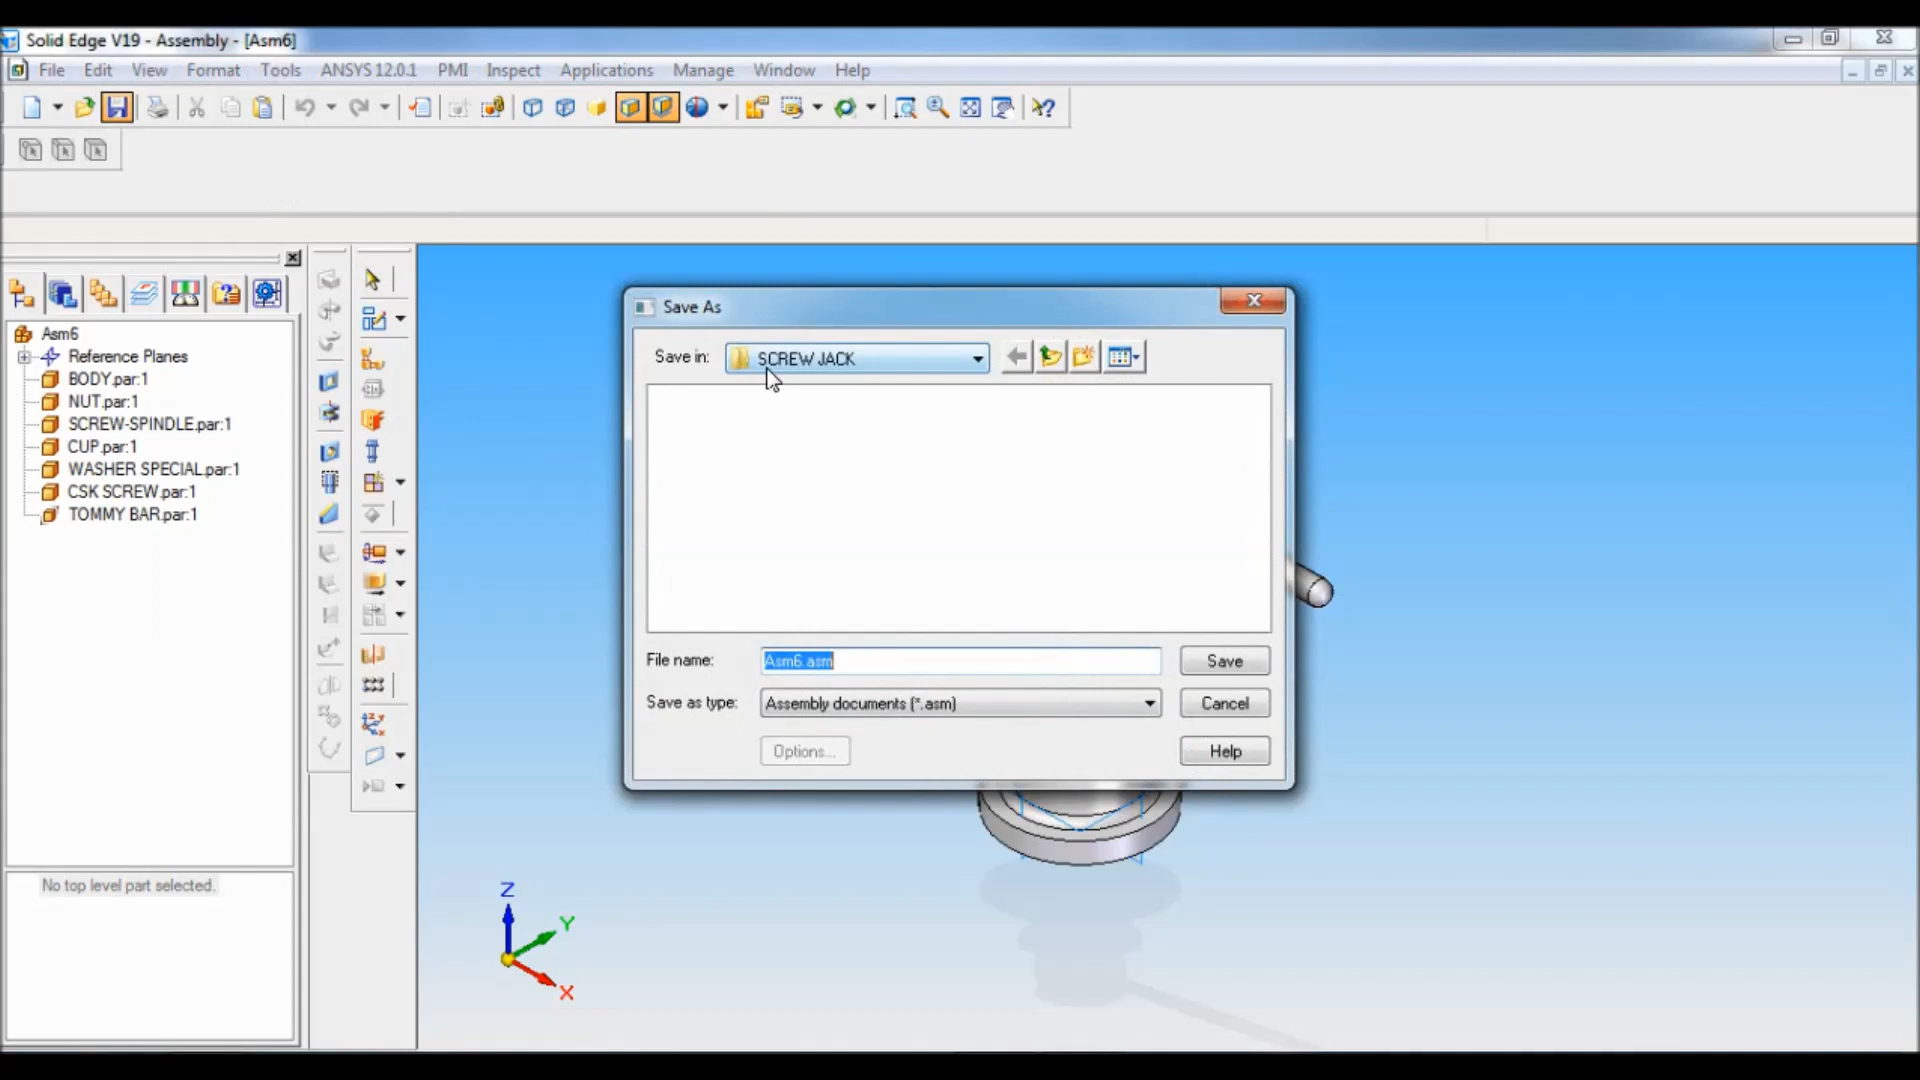 Solid Edge V19 - Assembly - [Asm6]
File Edit View Format Tools ANSYS 12.0.1 PMI Inspect Applications Manage Window Help
Asm6
Reference Planes
BODY.par:1
NUT.par:1
SCREW-SPINDLE.par:1
CUP.par:1
WASHER SPECIAL.par:1
CSK SCREW.par:1
TOMMY BAR.par:1
No top level part selected.
Save As
Save in: SCREW JACK
File name: Asm6.asm Save
Save as type: Assembly documents (*.asm) Cancel
Options... Help
Z
Y
X